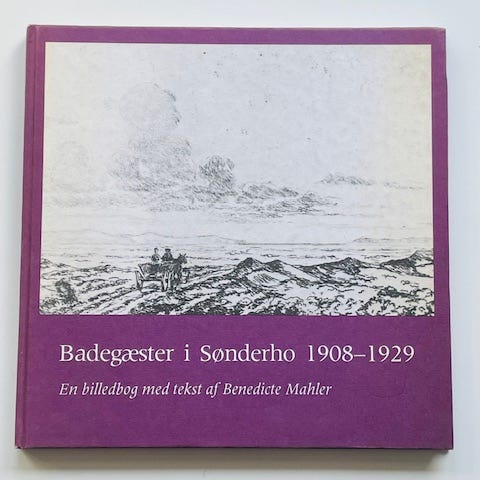 Badegæster i Sønderho 1908–1929
En billedbog med tekst af Benedicte Mahler